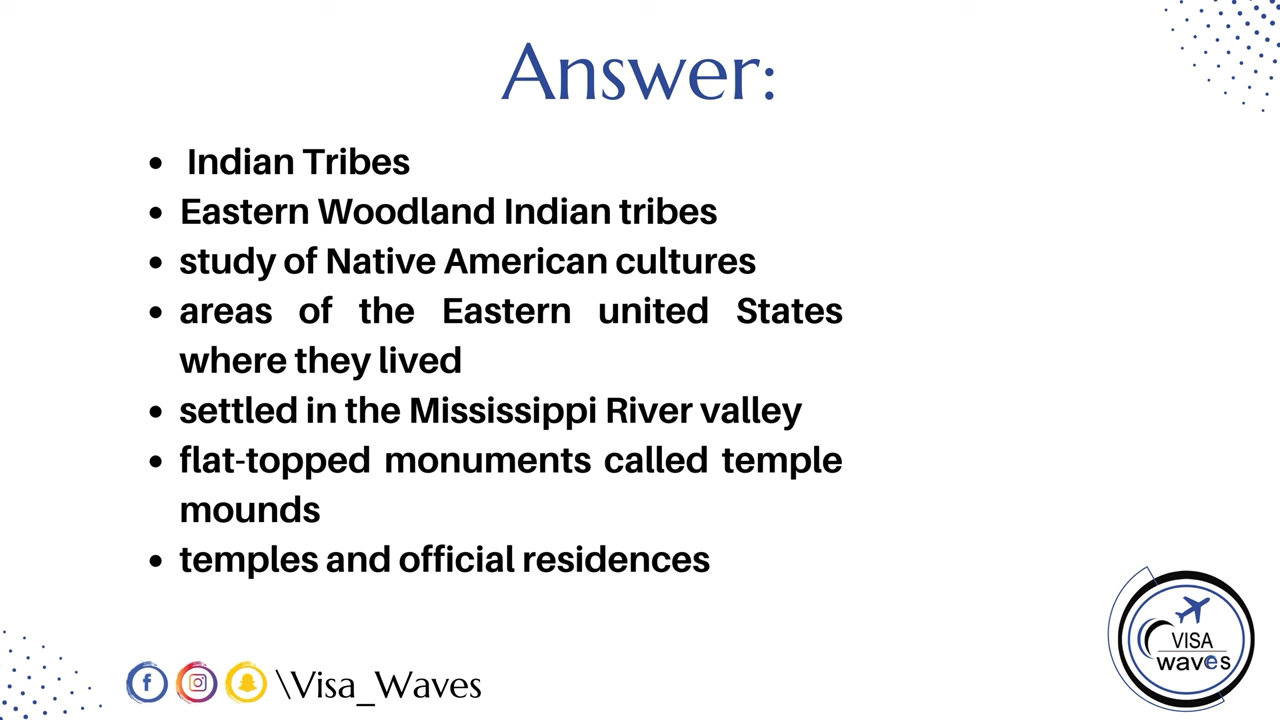 Answer:
• Indian Tribes
• Eastern Woodland Indian tribes
• study of Native American cultures
• areas of the Eastern united States
where they lived
• settled in the Mississippi River valley
• flat-topped monuments called temple
mounds
• temples and official residences
\Visa_Waves
VISA
waves